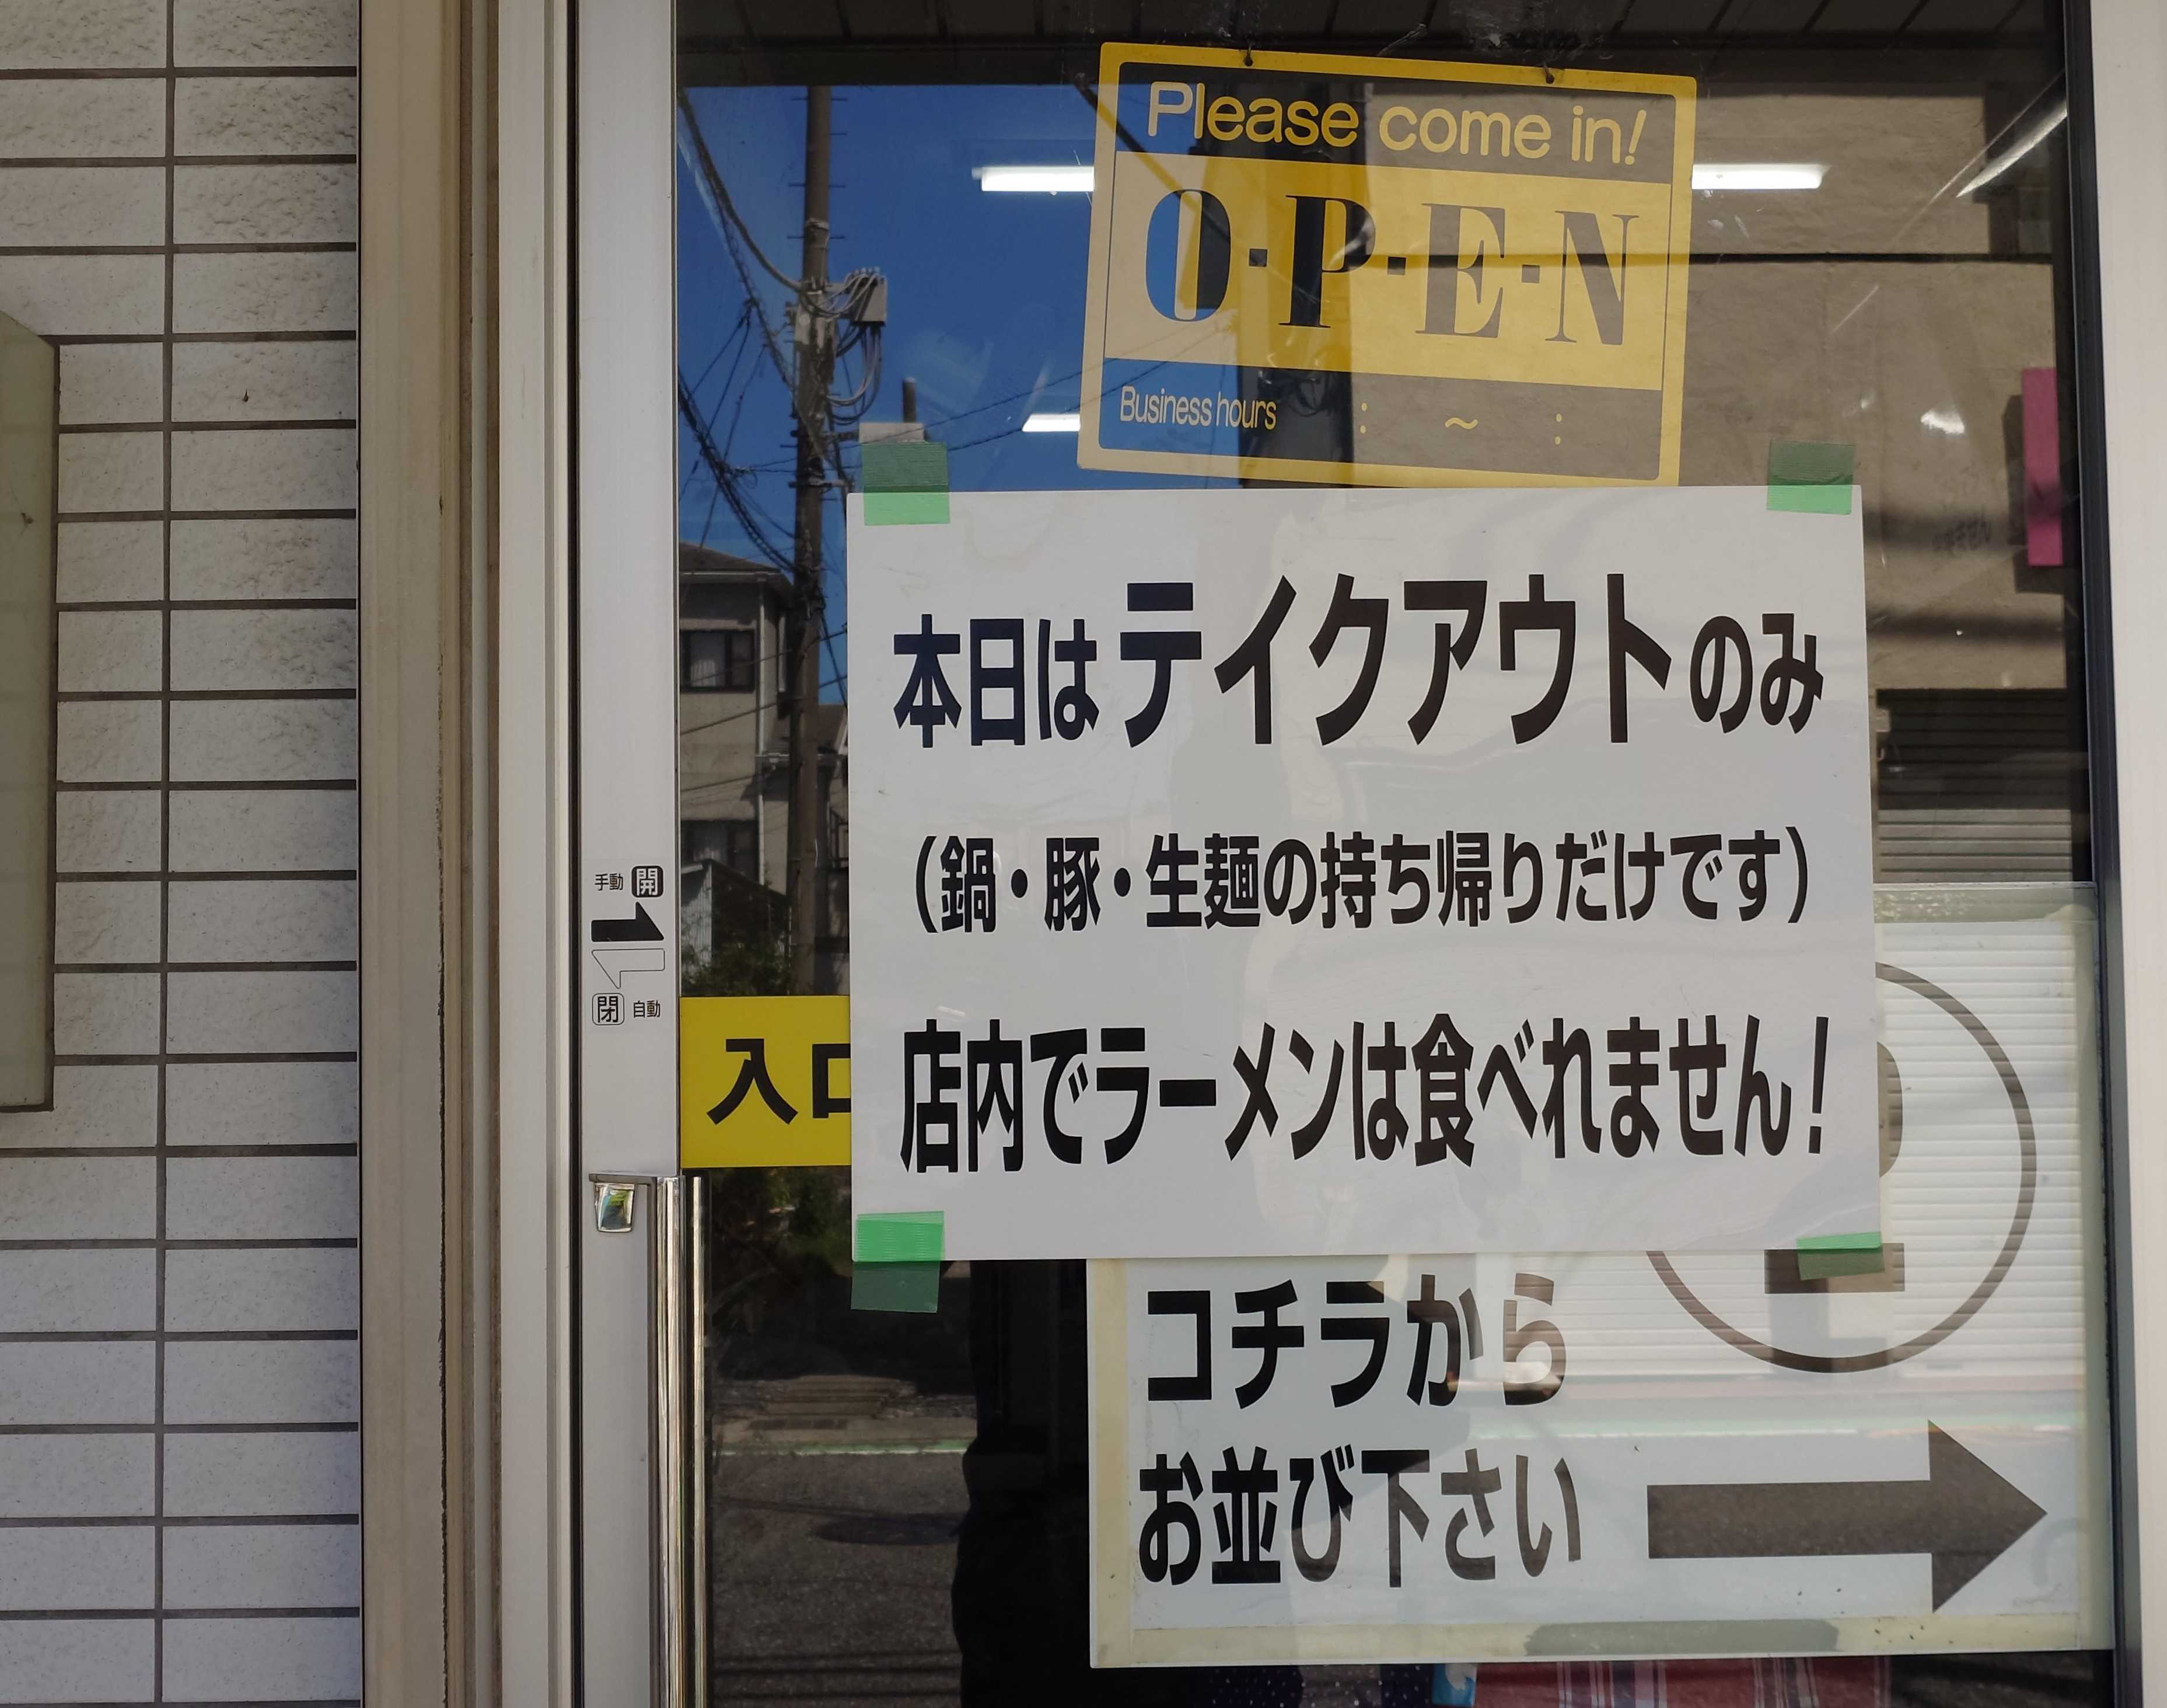 Please come in!
O·P·E·N
Business hours : ~ :
本日はテイクアウトのみ
(鍋・豚・生麺の持ち帰りだけです)
店内でラーメンは食べれません!
手動 開
閉 自動
入口
コチラから
お並び下さい